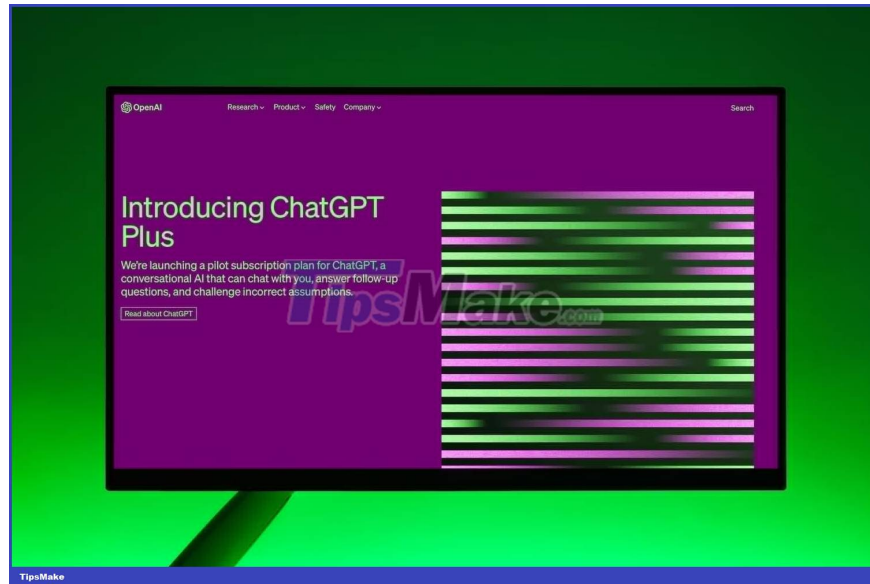 OpenAI
Research Product Safety Company
Search
Introducing ChatGPT
Plus
We're launching a pilot subscription plan for ChatGPT, a
conversational AI that can chat with you, answer follow-up
questions, and challenge incorrect assumptions.
Read about ChatGPT
TipsMake.com
TipsMake